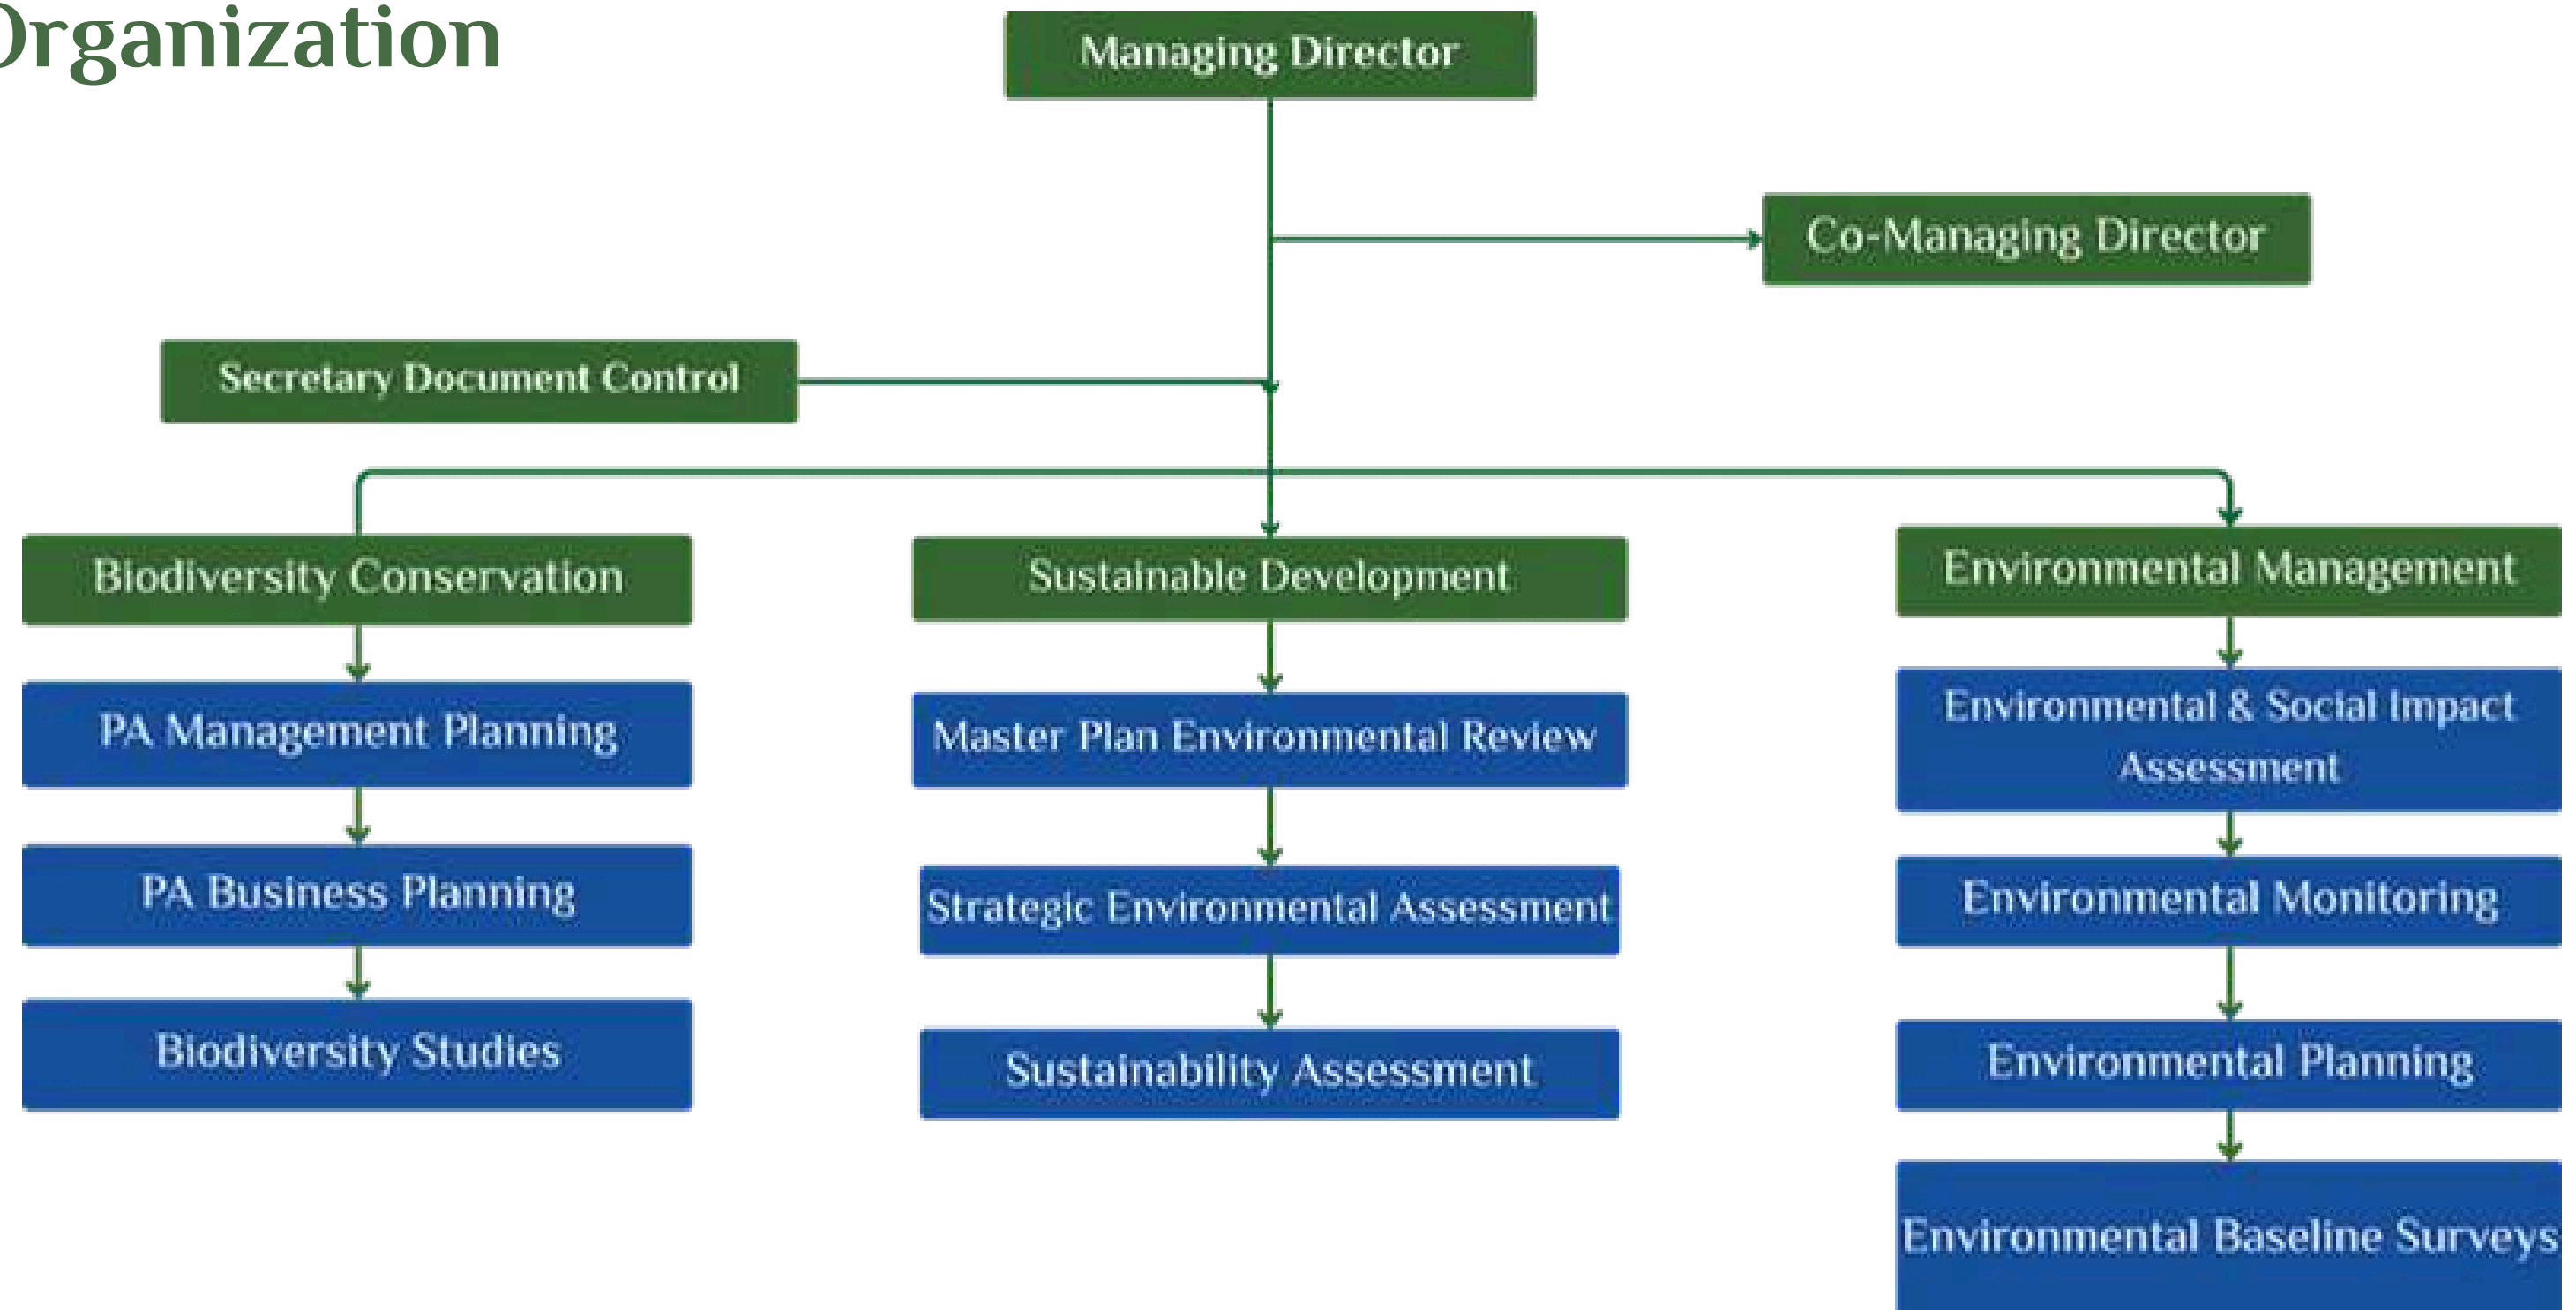 Organization
Managing Director
Co-Managing Director
Secretary Document Control
Biodiversity Conservation
PA Management Planning
PA Business Planning
Biodiversity Studies
Sustainable Development
Master Plan Environmental Review
Strategic Environmental Assessment
Sustainability Assessment
Environmental Management
Environmental & Social Impact
Assessment
Environmental Monitoring
Environmental Planning
Environmental Baseline Surveys